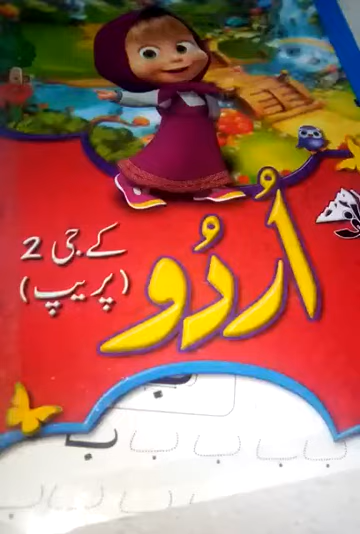 اُردُو
کے.جی 2
(پریپ)
ب ب ب ب ب